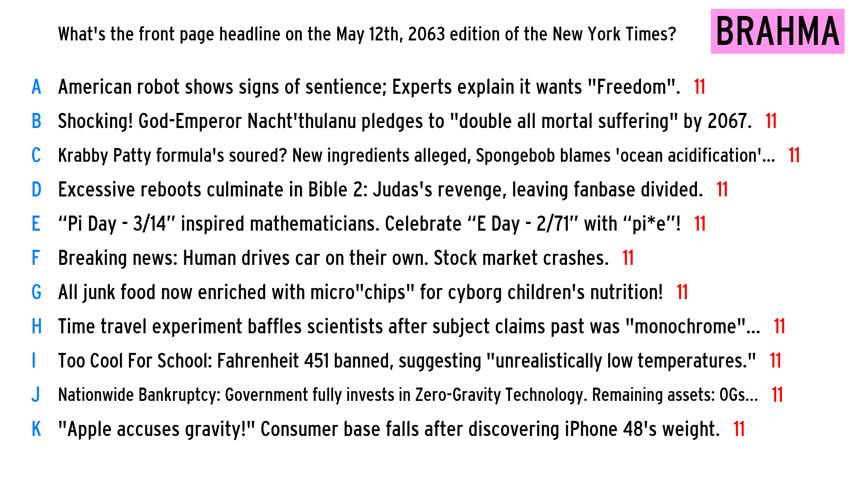 What's the front page headline on the May 12th, 2063 edition of the New York Times? BRAHMA
A American robot shows signs of sentience; Experts explain it wants "Freedom". 11
B Shocking! God-Emperor Nacht'thulanu pledges to "double all mortal suffering" by 2067. 11
C Krabby Patty formula's soured? New ingredients alleged, Spongebob blames 'ocean acidification'... 11
D Excessive reboots culminate in Bible 2: Judas's revenge, leaving fanbase divided. 11
E “Pi Day - 3/14” inspired mathematicians. Celebrate “E Day - 2/71” with “pi*e”! 11
F Breaking news: Human drives car on their own. Stock market crashes. 11
G All junk food now enriched with micro"chips" for cyborg children's nutrition! 11
H Time travel experiment baffles scientists after subject claims past was "monochrome"... 11
I Too Cool For School: Fahrenheit 451 banned, suggesting "unrealistically low temperatures." 11
J Nationwide Bankruptcy: Government fully invests in Zero-Gravity Technology. Remaining assets: OGs... 11
K "Apple accuses gravity!" Consumer base falls after discovering iPhone 48's weight. 11